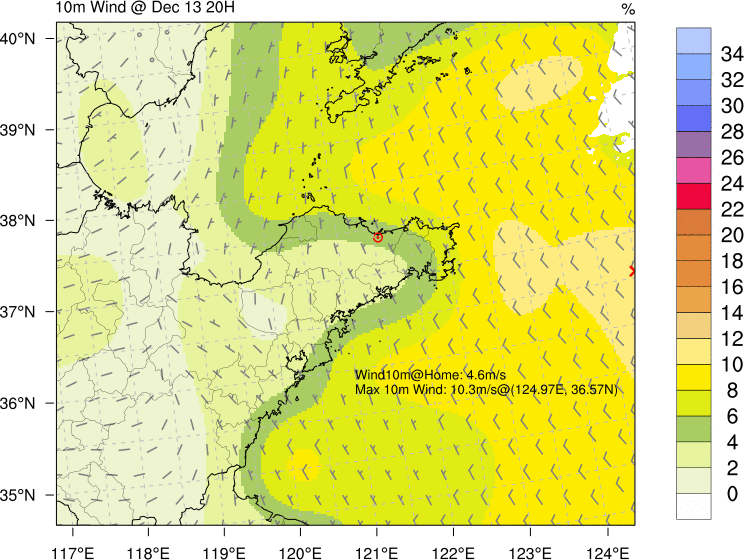 10m Wind @ Dec 13 20H
%
40°N
39°N
38°N
37°N
36°N
35°N
Wind10m@Home: 4.6m/s
Max 10m Wind: 10.3m/s@(124.97E, 36.57N)
117°E 118°E 119°E 120°E 121°E 122°E 123°E 124°E
34
32
30
28
26
24
22
20
18
16
14
12
10
8
6
4
2
0